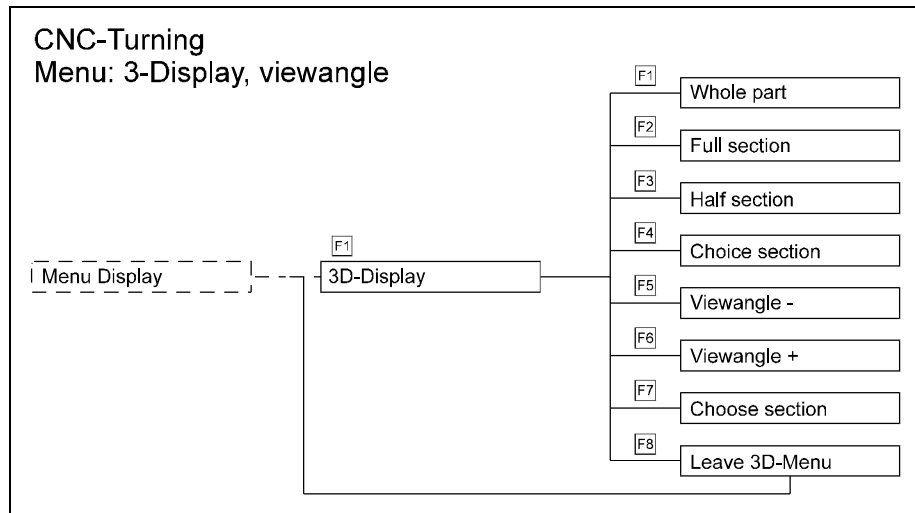 CNC-Turning
Menu: 3-Display, viewangle
F1
Whole part
F2
Full section
F3
Half section
F4
Choice section
F1
Menu Display
3D-Display
F5
Viewangle -
F6
Viewangle +
F7
Choose section
F8
Leave 3D-Menu